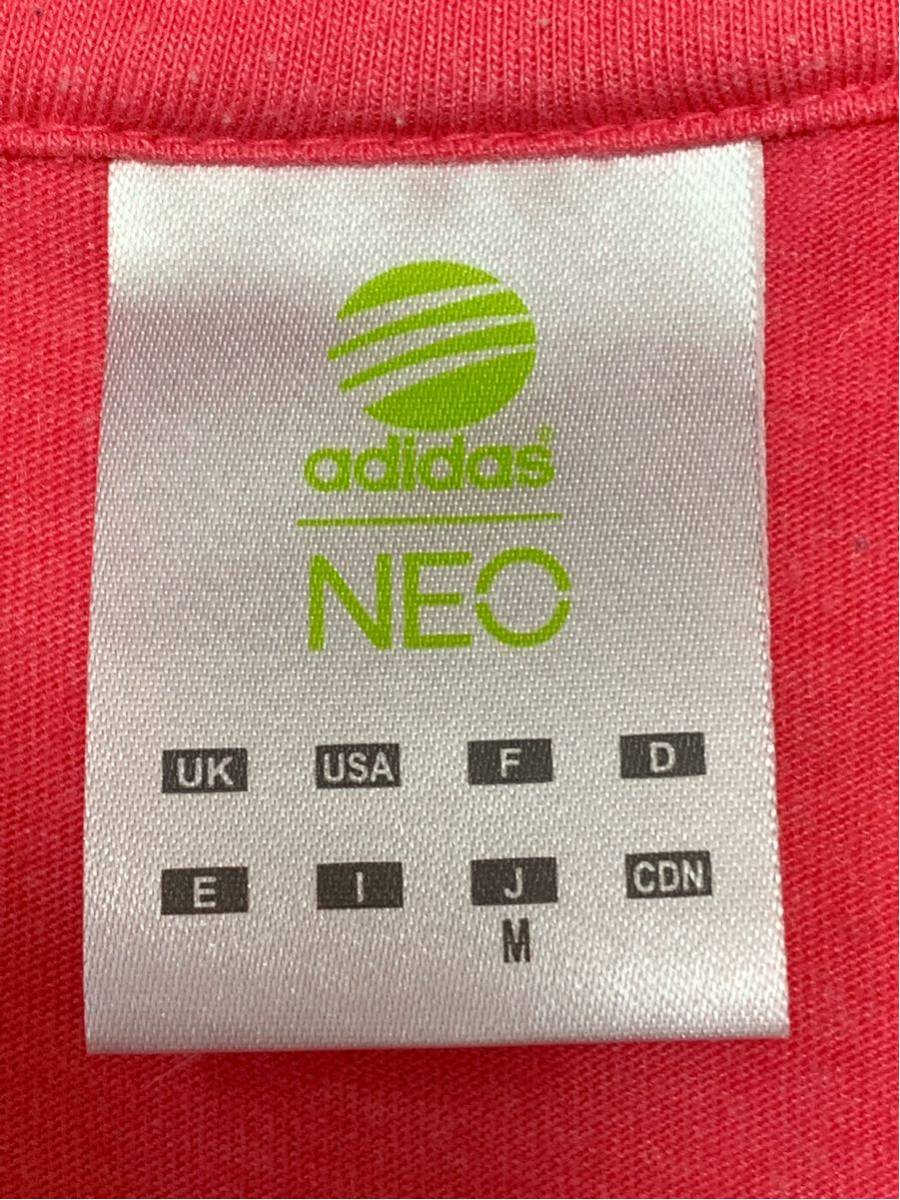 adidas®
NEO
UK USA F D
E I J CDN
M